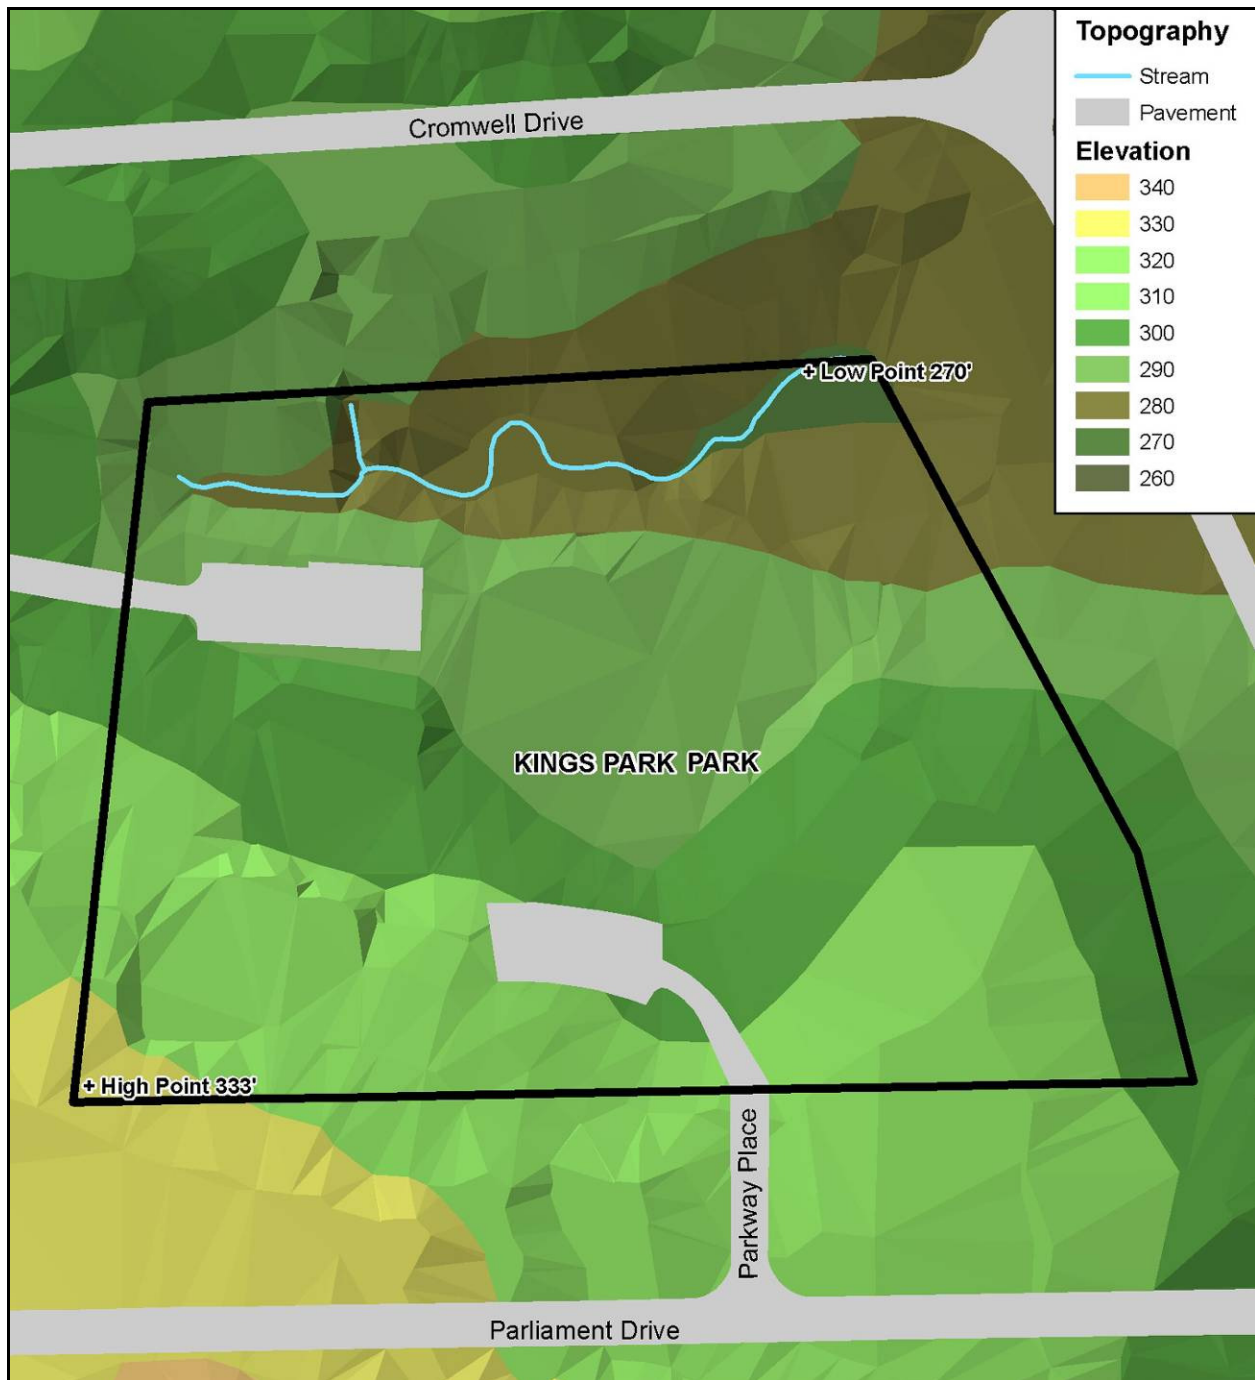 Topography
Stream
Pavement
Elevation
340
330
320
310
300
290
280
270
260
Cromwell Drive
+ Low Point 270'
KINGS PARK PARK
+ High Point 333'
Parkway Place
Parliament Drive